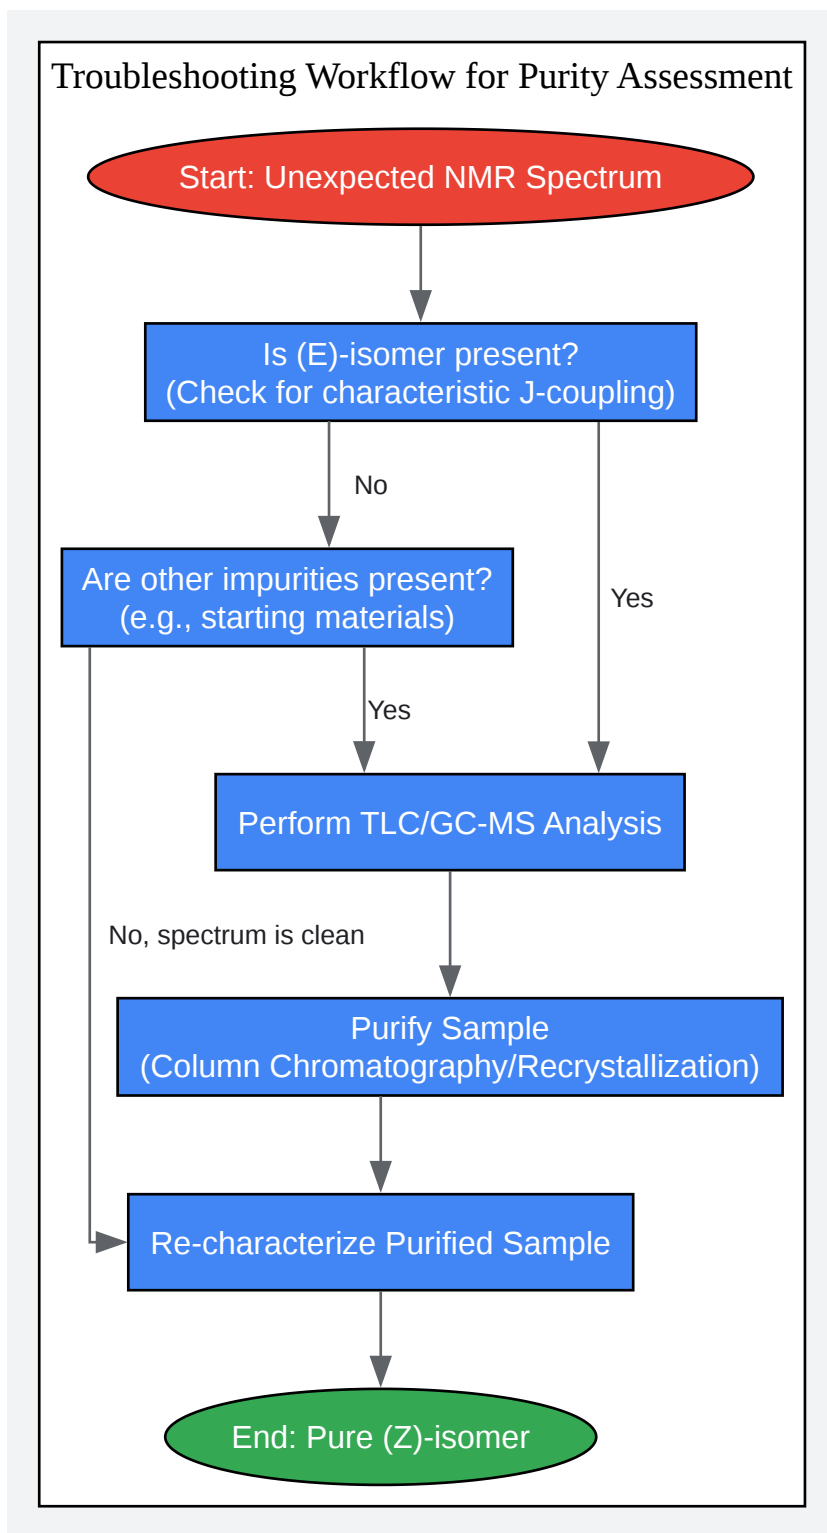 Troubleshooting Workflow for Purity Assessment
Start: Unexpected NMR Spectrum
Is (E)-isomer present?
(Check for characteristic J-coupling)
No
Are other impurities present?
(e.g., starting materials)
Yes
Yes
Perform TLC/GC-MS Analysis
No, spectrum is clean
Purify Sample
(Column Chromatography/Recrystallization)
Re-characterize Purified Sample
End: Pure (Z)-isomer